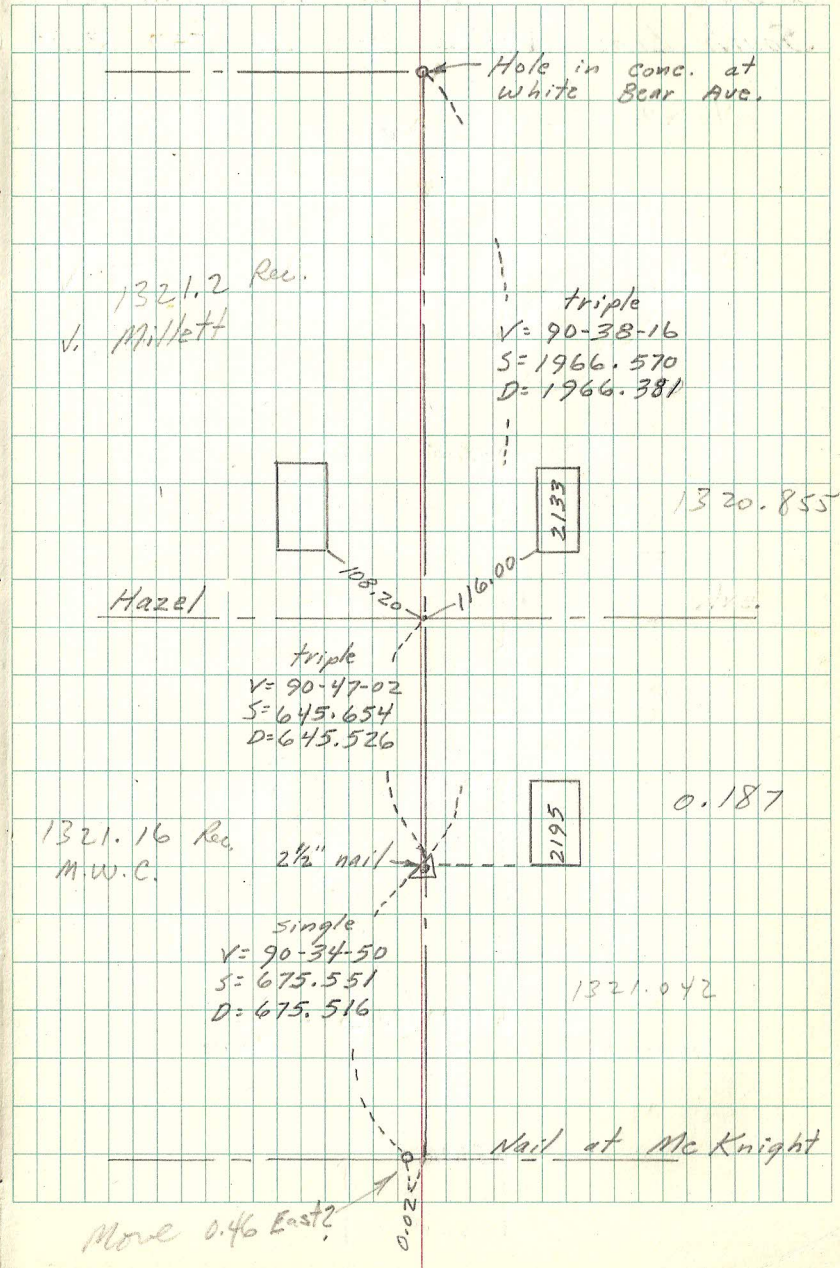 Hole in conc. at
White Bear Ave.
1321.2 Rec.
√. Millett
triple
V= 90-38-16
S= 1966.570
D= 1966.381
2133
1320.855
108.20
116.00
Hazel
Ave.
triple
V= 90-47-02
S= 645.654
D= 645.526
2195
0.187
1321.16 Rec.
M.W.C.
2½" nail
single
V= 90-34-50
S= 675.551
D= 675.516
1321.042
Nail at Mc Knight
0.025
Move 0.46 East?